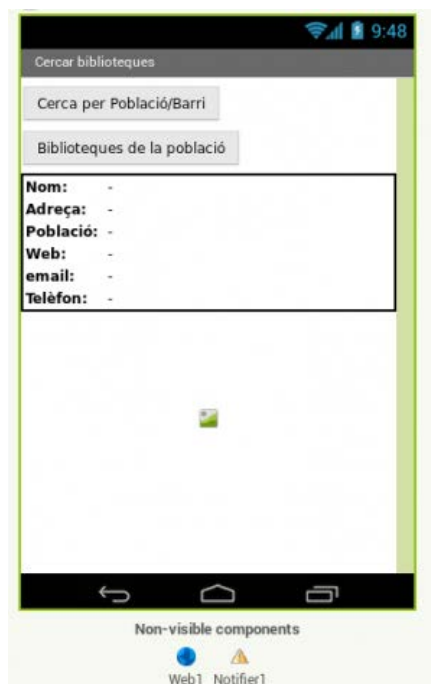 9:48
Cercar biblioteques
Cerca per Població/Barri
Biblioteques de la població
Nom: -
Adreça: -
Població: -
Web: -
email: -
Telèfon: -
Non-visible components
Web1 Notifier1